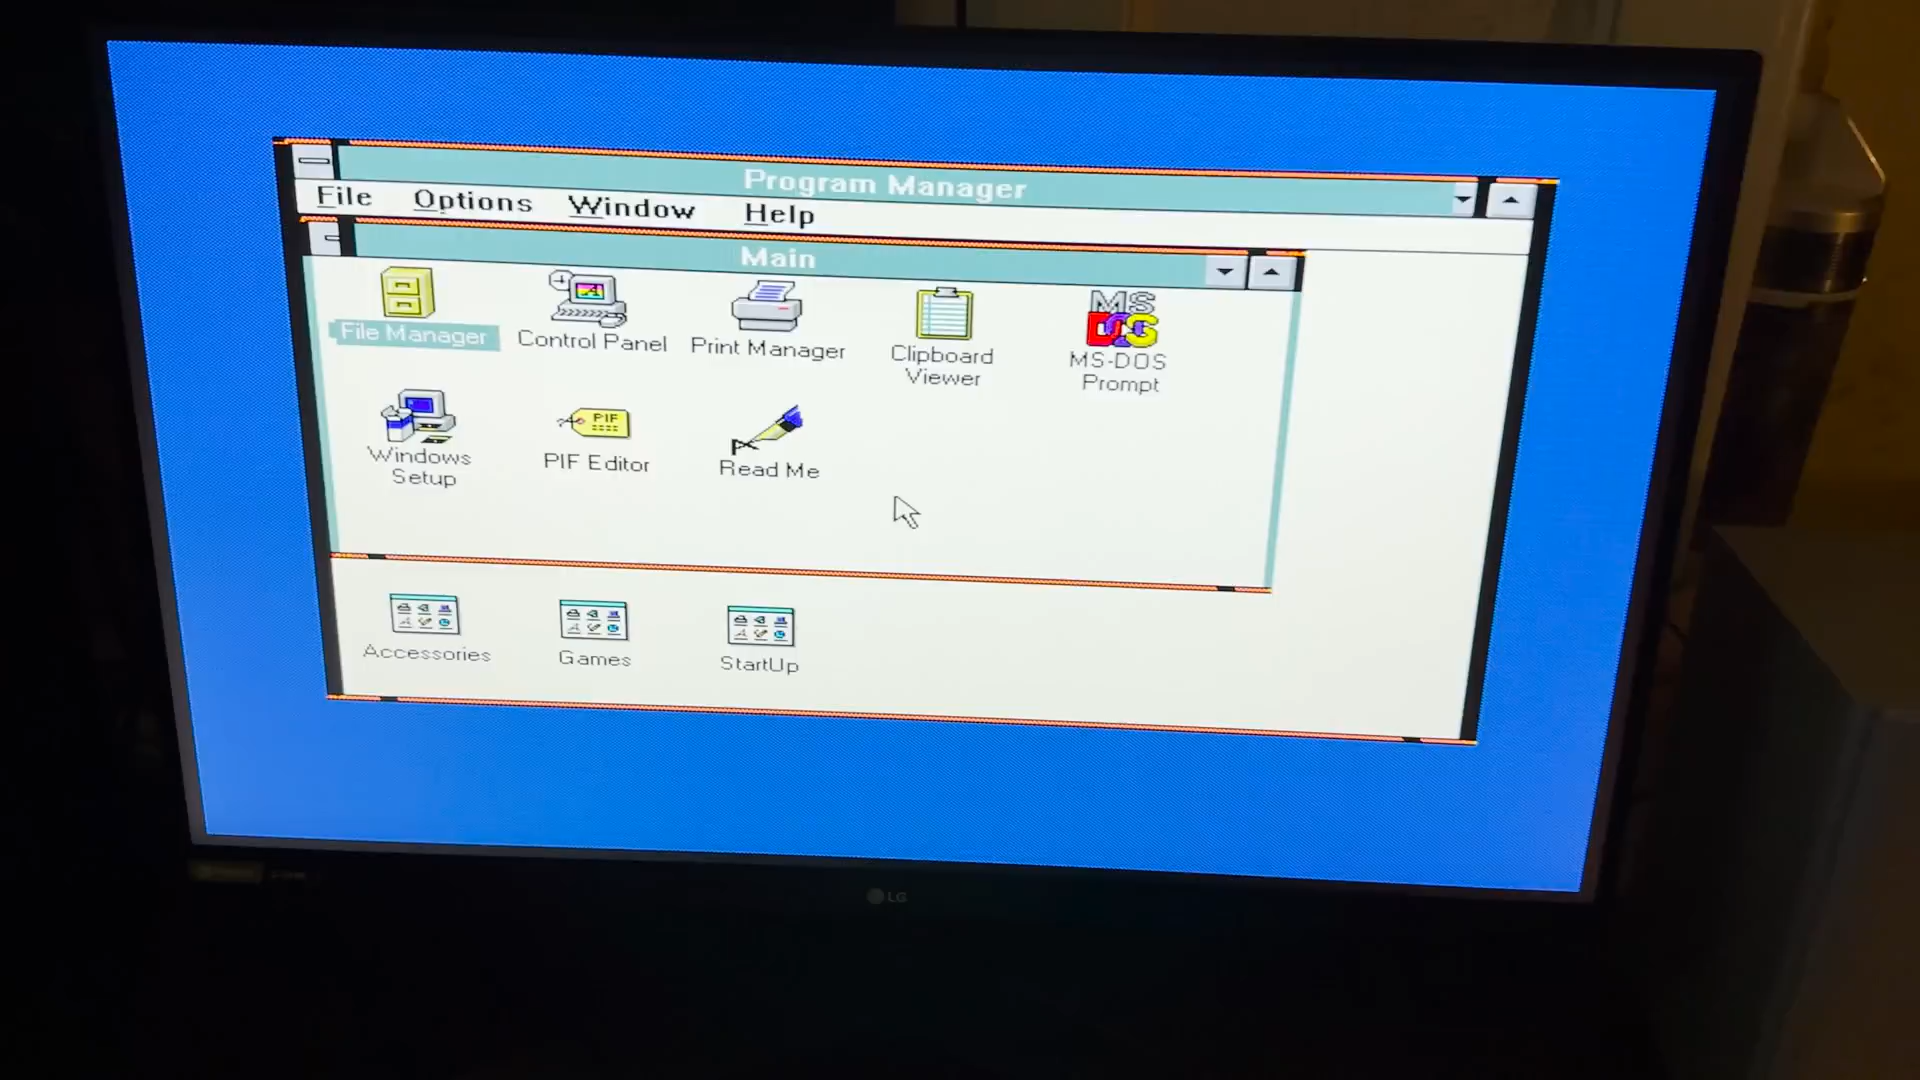 Program Manager
File Options Window Help
Main
File Manager
Control Panel
Print Manager
Clipboard
Viewer
MS
DOS
MS-DOS
Prompt
Windows
Setup
PIF
PIF Editor
Read Me
Accessories
Games
StartUp
LG